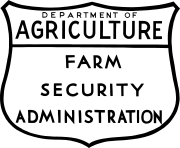 DEPARTMENT OF
AGRICULTURE
FARM
SECURITY
ADMINISTRATION